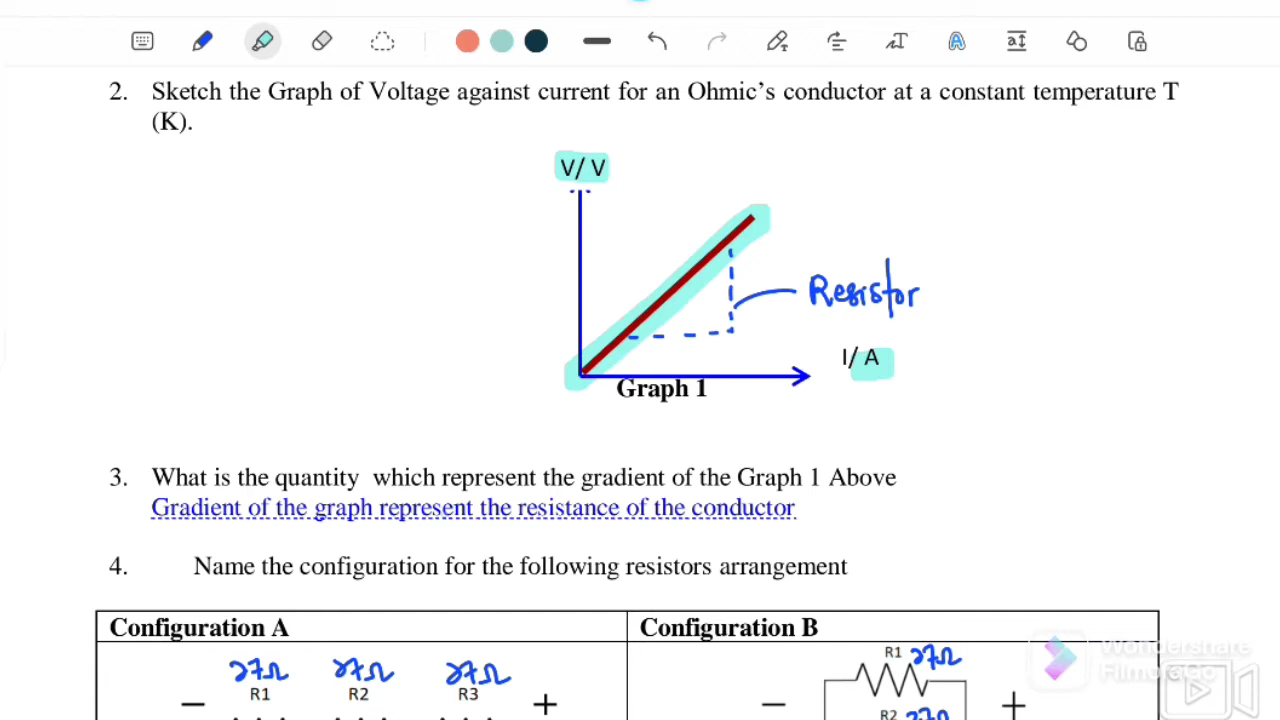 2. Sketch the Graph of Voltage against current for an Ohmic's conductor at a constant temperature T
(K).
V/ V
Resistor
I/ A
Graph 1
3. What is the quantity which represent the gradient of the Graph 1 Above
Gradient of the graph represent the resistance of the conductor
4. Name the configuration for the following resistors arrangement
Configuration A Configuration B
27Ω 27Ω 27Ω R1 27Ω
R1 R2 R3
− + − +
R2 27Ω
Wondershare
FilmoraGo